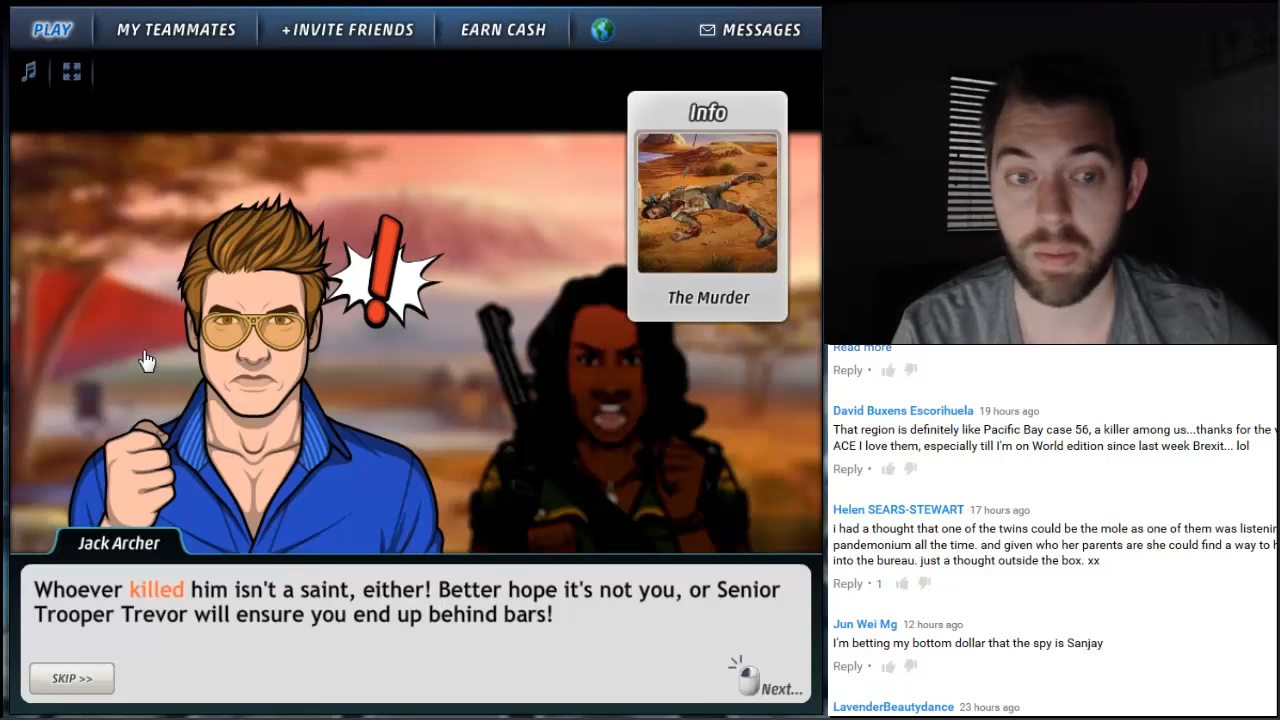 PLAY
MY TEAMMATES
+INVITE FRIENDS
EARN CASH
MESSAGES
Info
The Murder
!
Jack Archer
Whoever killed him isn't a saint, either! Better hope it's not you, or Senior
Trooper Trevor will ensure you end up behind bars!
SKIP >>
Next...
Read more
Reply •
David Buxens Escorihuela 19 hours ago
That region is definitely like Pacific Bay case 56, a killer among us...thanks for the
ACE I love them, especially till I'm on World edition since last week Brexit... lol
Reply •
Helen SEARS-STEWART 17 hours ago
i had a thought that one of the twins could be the mole as one of them was
pandemonium all the time. and given who her parents are she could find a way to
into the bureau. just a thought outside the box. xx
Reply • 1
Jun Wei Mg 12 hours ago
I'm betting my bottom dollar that the spy is Sanjay
Reply •
LavenderBeautydance 23 hours ago